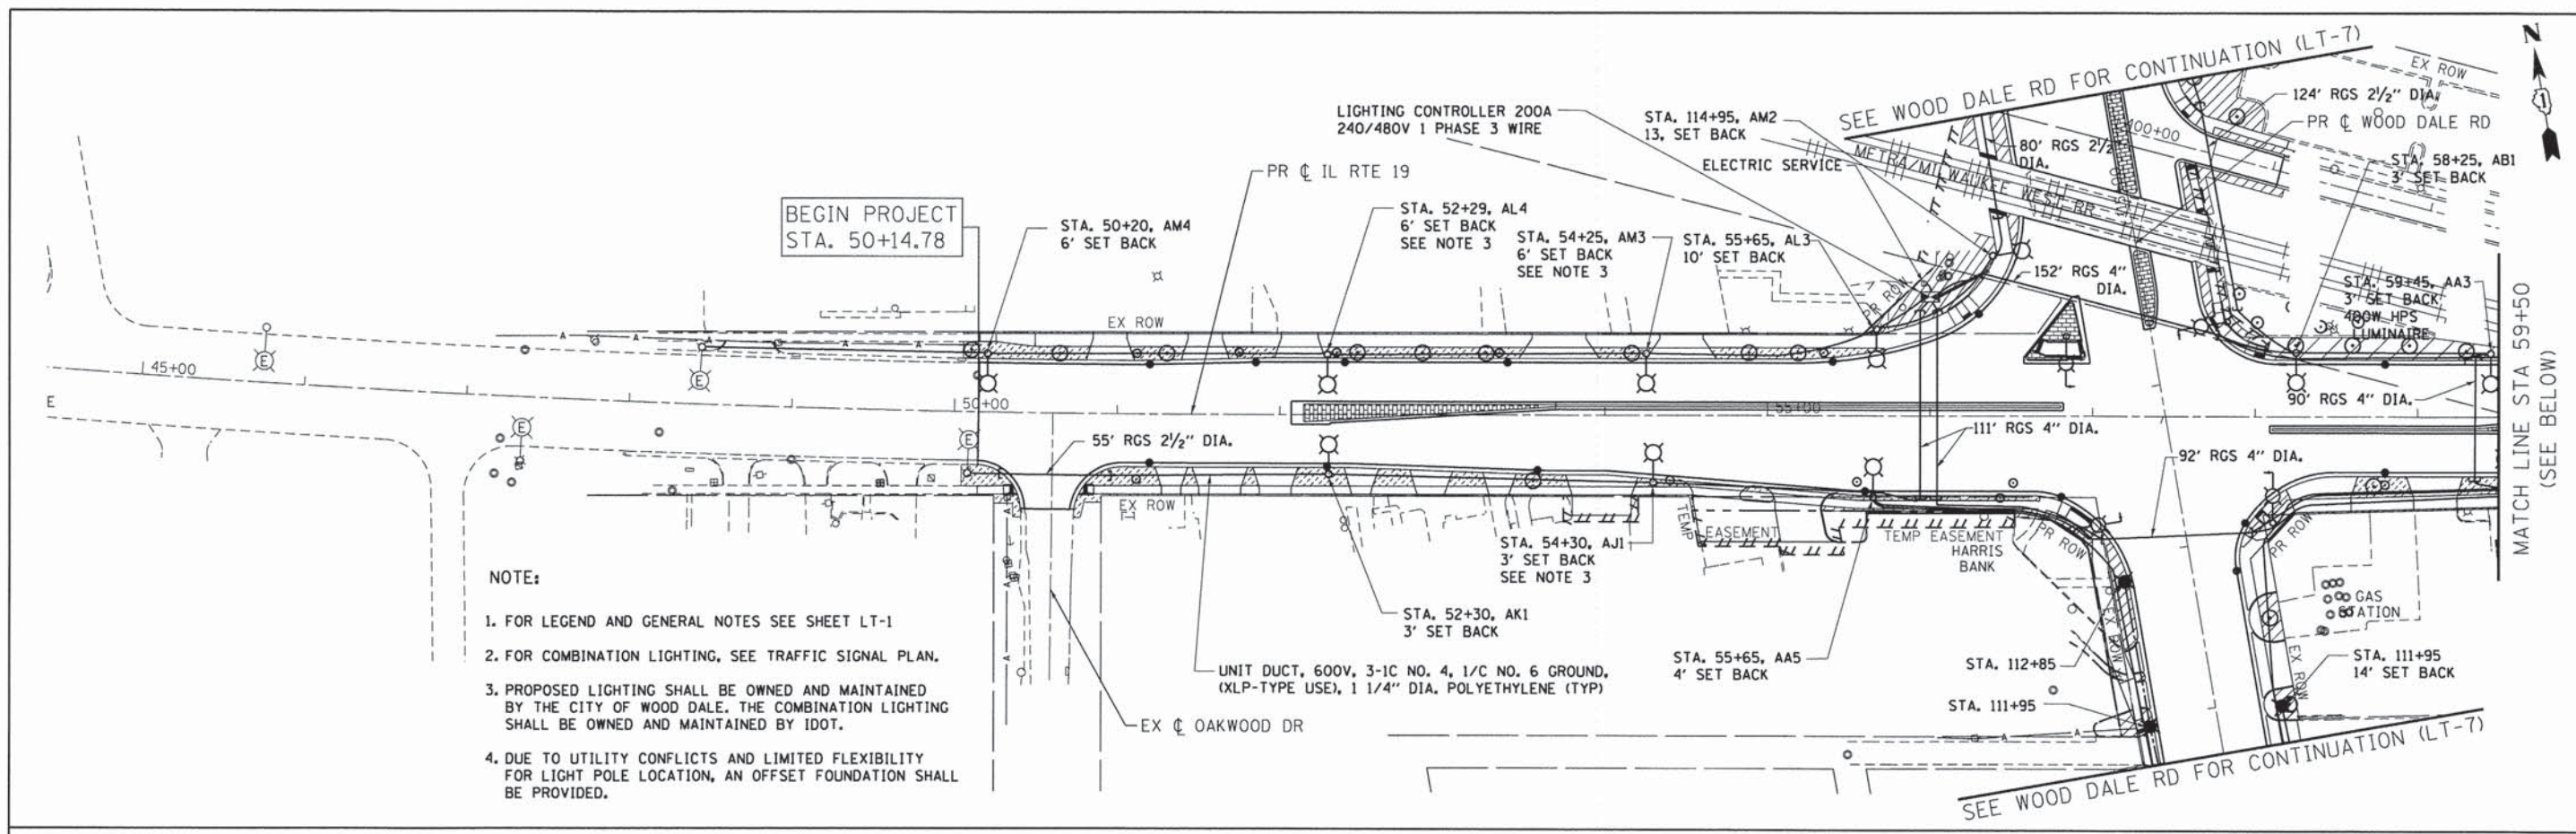 SEE WOOD DALE RD FOR CONTINUATION (LT-7)
N
EX ROW
124' RGS 2½" DIA.
PR ℄ WOOD DALE RD
LIGHTING CONTROLLER 200A
240/480V 1 PHASE 3 WIRE
STA. 114+95, AM2
13, SET BACK
ELECTRIC SERVICE
400+00
80' RGS 2½"
DIA.
METRA/MILWAUKEE WEST RR
STA. 58+25, AB1
3' SET BACK
PR ℄ IL RTE 19
BEGIN PROJECT
STA. 50+14.78
STA. 50+20, AM4
6' SET BACK
STA. 52+29, AL4
6' SET BACK
SEE NOTE 3
STA. 54+25, AM3
6' SET BACK
SEE NOTE 3
STA. 55+65, AL3
10' SET BACK
152' RGS 4"
DIA.
STA. 59+45, AA3
3' SET BACK
400W HPS
LUMINAIRE
PR ROW
EX ROW
MATCH LINE STA 59+50
(SEE BELOW)
45+00
E
E
E
50+00
55+00
90' RGS 4" DIA.
E
E
55' RGS 2½" DIA.
111' RGS 4" DIA.
92' RGS 4" DIA.
EX ROW
TEMP
EASEMENT
TEMP EASEMENT
HARRIS
BANK
PR ROW
PR ROW
STA. 54+30, AJ1
3' SET BACK
SEE NOTE 3
STA. 52+30, AK1
3' SET BACK
GAS
STATION
EX ROW
EX ROW
NOTE:
1. FOR LEGEND AND GENERAL NOTES SEE SHEET LT-1
2. FOR COMBINATION LIGHTING, SEE TRAFFIC SIGNAL PLAN.
3. PROPOSED LIGHTING SHALL BE OWNED AND MAINTAINED
BY THE CITY OF WOOD DALE. THE COMBINATION LIGHTING
SHALL BE OWNED AND MAINTAINED BY IDOT.
4. DUE TO UTILITY CONFLICTS AND LIMITED FLEXIBILITY
FOR LIGHT POLE LOCATION, AN OFFSET FOUNDATION SHALL
BE PROVIDED.
UNIT DUCT, 600V, 3-1C NO. 4, 1/C NO. 6 GROUND,
(XLP-TYPE USE), 1 1/4" DIA. POLYETHYLENE (TYP)
EX ℄ OAKWOOD DR
STA. 55+65, AA5
4' SET BACK
STA. 112+85
STA. 111+95
STA. 111+95
14' SET BACK
SEE WOOD DALE RD FOR CONTINUATION (LT-7)